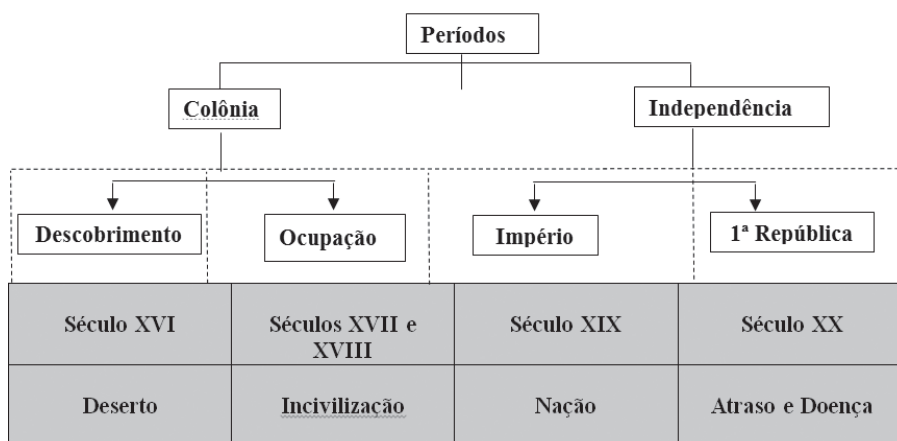 Períodos
Colônia
Independência
Descobrimento
Ocupação
Império
1ª República
Século XVI
Séculos XVII e
XVIII
Século XIX
Século XX
Deserto
Incivilização
Nação
Atraso e Doença